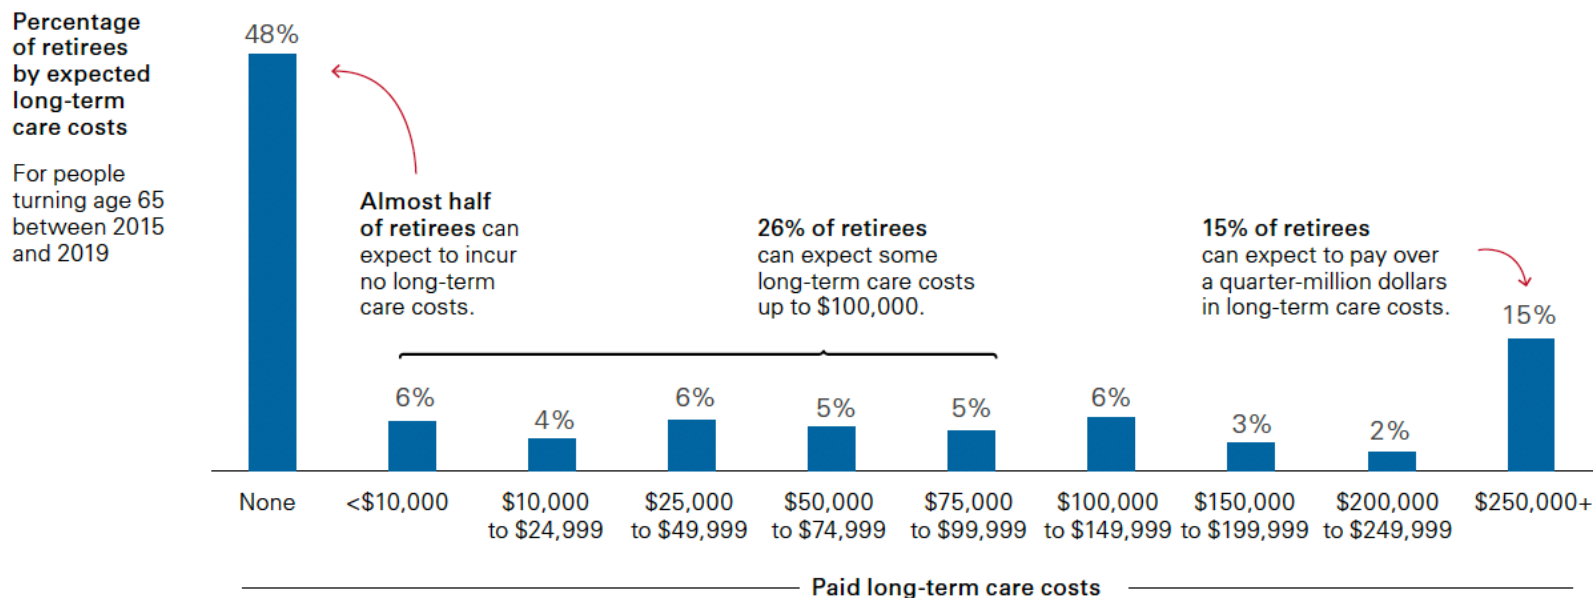 Percentage
of retirees
by expected
long-term
care costs
For people
turning age 65
between 2015
and 2019
48%
Almost half
of retirees can
expect to incur
no long-term
care costs.
26% of retirees
can expect some
long-term care costs
up to $100,000.
15% of retirees
can expect to pay over
a quarter-million dollars
in long-term care costs.
6%
4%
6%
5%
5%
6%
3%
2%
15%
None
<$10,000
$10,000
to $24,999
$25,000
to $49,999
$50,000
to $74,999
$75,000
to $99,999
$100,000
to $149,999
$150,000
to $199,999
$200,000
to $249,999
$250,000+
Paid long-term care costs